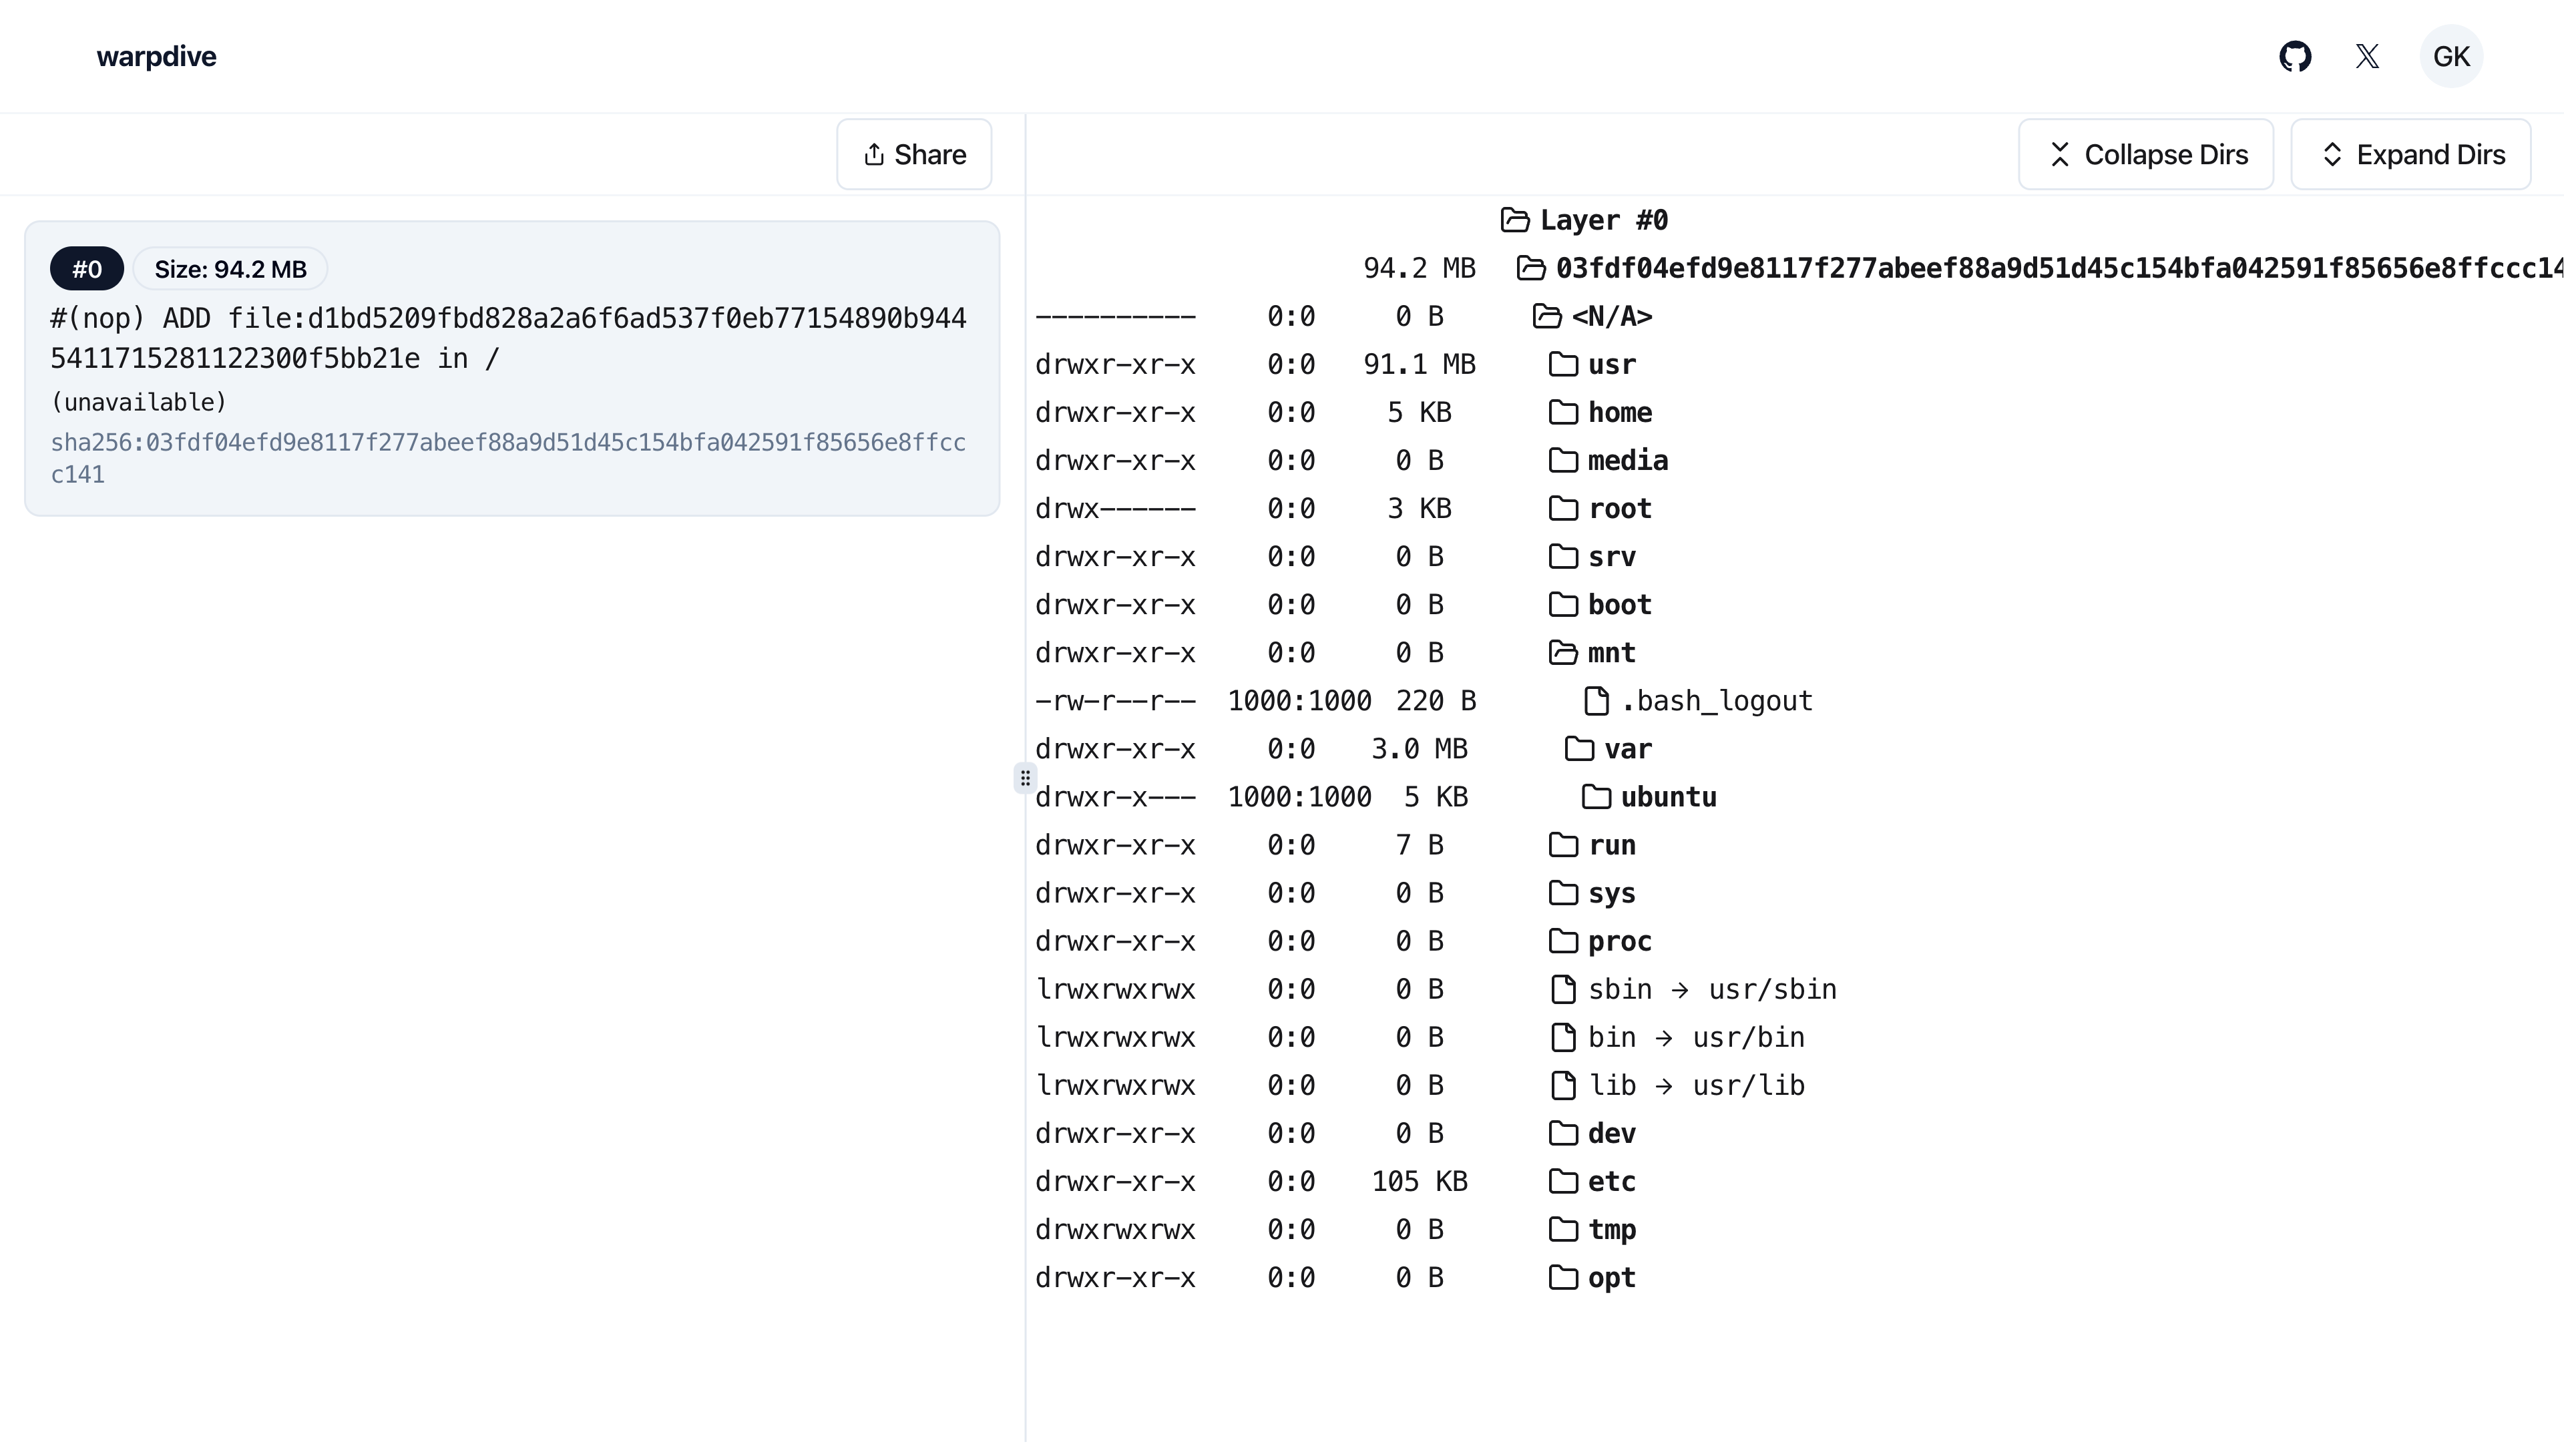 warpdive
GK
Share
Collapse Dirs
Expand Dirs
#0
Size: 94.2 MB
#(nop) ADD file:d1bd5209fbd828a2a6f6ad537f0eb77154890b944
5411715281122300f5bb21e in /
(unavailable)
sha256:03fdf04efd9e8117f277abeef88a9d51d45c154bfa042591f85656e8ffcc
c141
Layer #0
94.2 MB 03fdf04efd9e8117f277abeef88a9d51d45c154bfa042591f85656e8ffccc14
---------- 0:0 0 B <N/A>
drwxr-xr-x 0:0 91.1 MB usr
drwxr-xr-x 0:0 5 KB home
drwxr-xr-x 0:0 0 B media
drwx------ 0:0 3 KB root
drwxr-xr-x 0:0 0 B srv
drwxr-xr-x 0:0 0 B boot
drwxr-xr-x 0:0 0 B mnt
-rw-r--r-- 1000:1000 220 B .bash_logout
drwxr-xr-x 0:0 3.0 MB var
drwxr-x--- 1000:1000 5 KB ubuntu
drwxr-xr-x 0:0 7 B run
drwxr-xr-x 0:0 0 B sys
drwxr-xr-x 0:0 0 B proc
lrwxrwxrwx 0:0 0 B sbin → usr/sbin
lrwxrwxrwx 0:0 0 B bin → usr/bin
lrwxrwxrwx 0:0 0 B lib → usr/lib
drwxr-xr-x 0:0 0 B dev
drwxr-xr-x 0:0 105 KB etc
drwxrwxrwx 0:0 0 B tmp
drwxr-xr-x 0:0 0 B opt